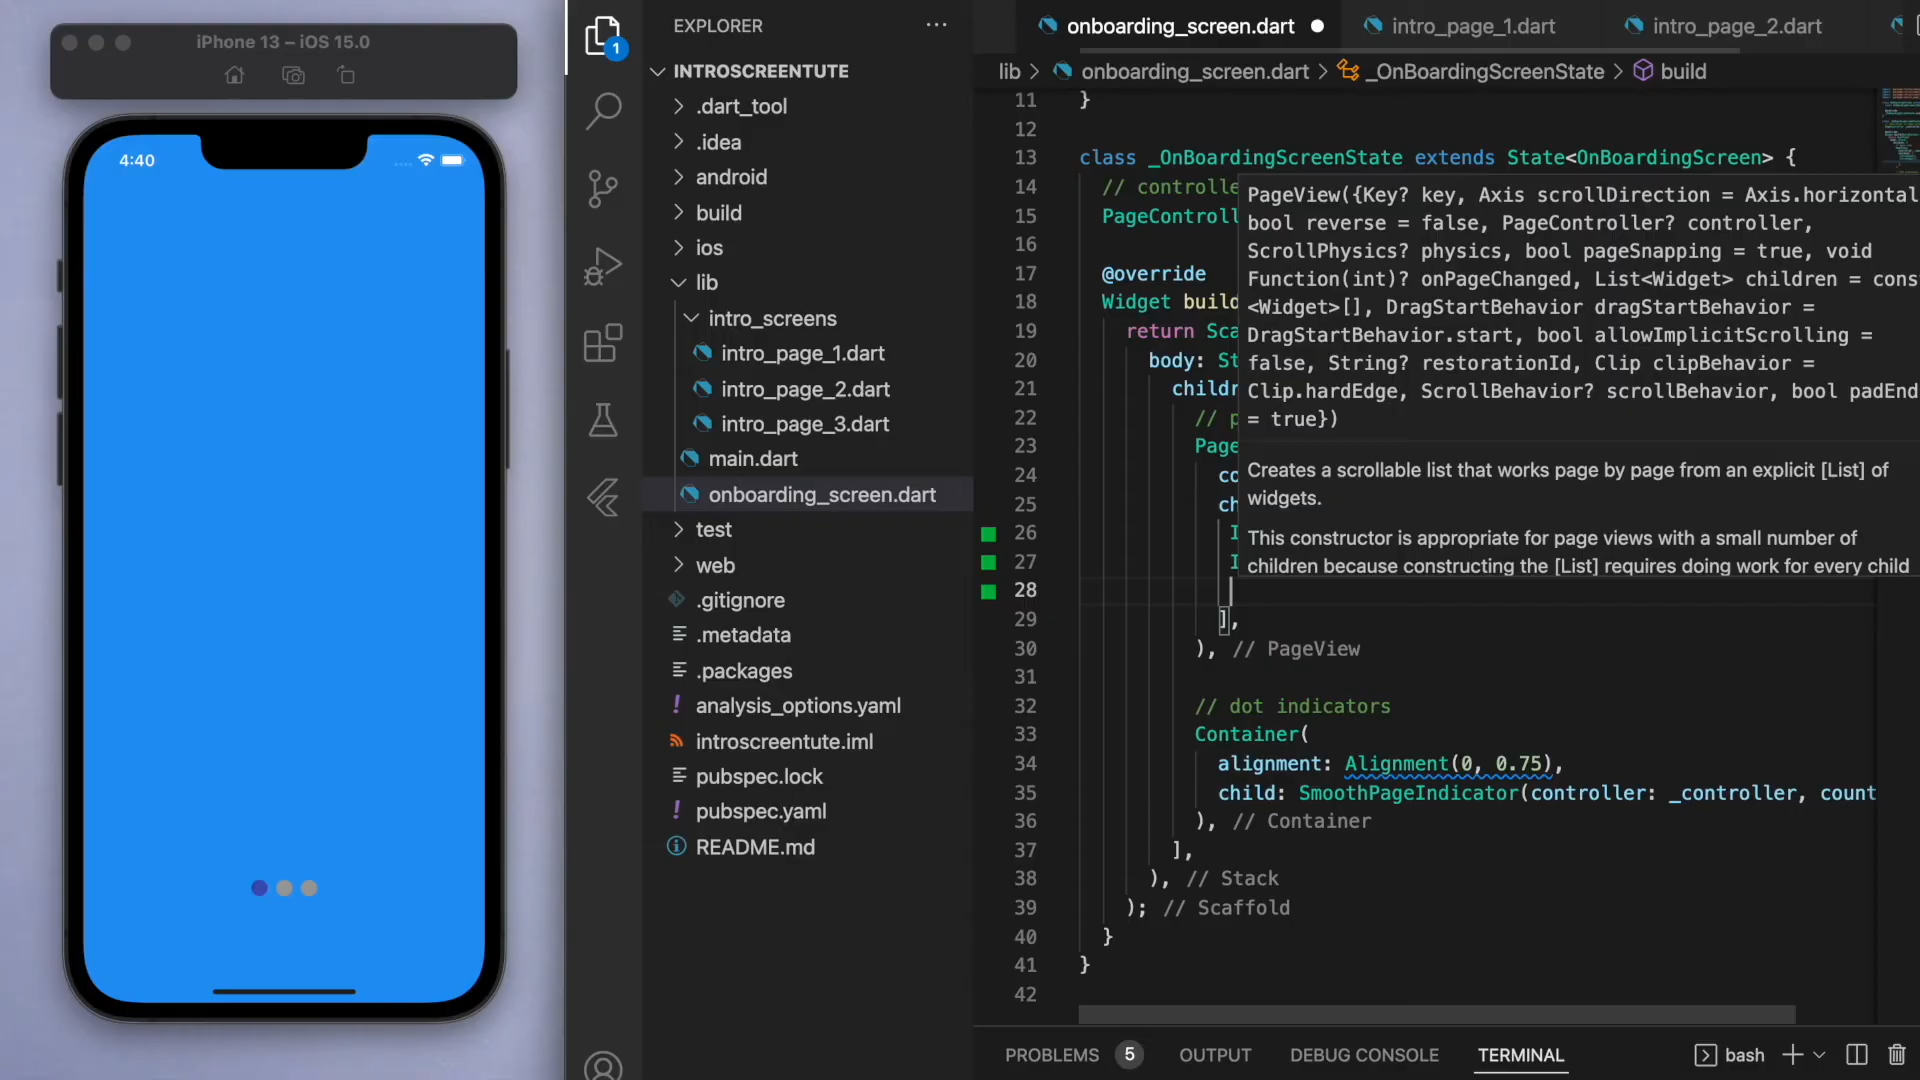 iPhone 13 – iOS 15.0
4:40
1
EXPLORER
INTROSCREENTUTE
.dart_tool
.idea
android
build
ios
lib
intro_screens
intro_page_1.dart
intro_page_2.dart
intro_page_3.dart
main.dart
onboarding_screen.dart
test
web
.gitignore
.metadata
.packages
analysis_options.yaml
introscreentute.iml
pubspec.lock
pubspec.yaml
README.md
onboarding_screen.dart
intro_page_1.dart
intro_page_2.dart
lib > onboarding_screen.dart > _OnBoardingScreenState > build
11 }
12
13 class _OnBoardingScreenState extends State<OnBoardingScreen> {
14 // controlle
15 PageControll
16
17 @override
18 Widget build
19 return Sca
20 body: St
21 childr
22 // p
23 Page
24 co
25 ch
26 I
27 I
28
29 ],
30 ), // PageView
31
32 // dot indicators
33 Container(
34 alignment: Alignment(0, 0.75),
35 child: SmoothPageIndicator(controller: _controller, count
36 ), // Container
37 ],
38 ), // Stack
39 ); // Scaffold
40 }
41 }
42
PageView({Key? key, Axis scrollDirection = Axis.horizontal
bool reverse = false, PageController? controller,
ScrollPhysics? physics, bool pageSnapping = true, void
Function(int)? onPageChanged, List<Widget> children = cons
<Widget>[], DragStartBehavior dragStartBehavior =
DragStartBehavior.start, bool allowImplicitScrolling =
false, String? restorationId, Clip clipBehavior =
Clip.hardEdge, ScrollBehavior? scrollBehavior, bool padEnd
= true})
Creates a scrollable list that works page by page from an explicit [List] of
widgets.
This constructor is appropriate for page views with a small number of
children because constructing the [List] requires doing work for every child
PROBLEMS 5 OUTPUT DEBUG CONSOLE TERMINAL bash